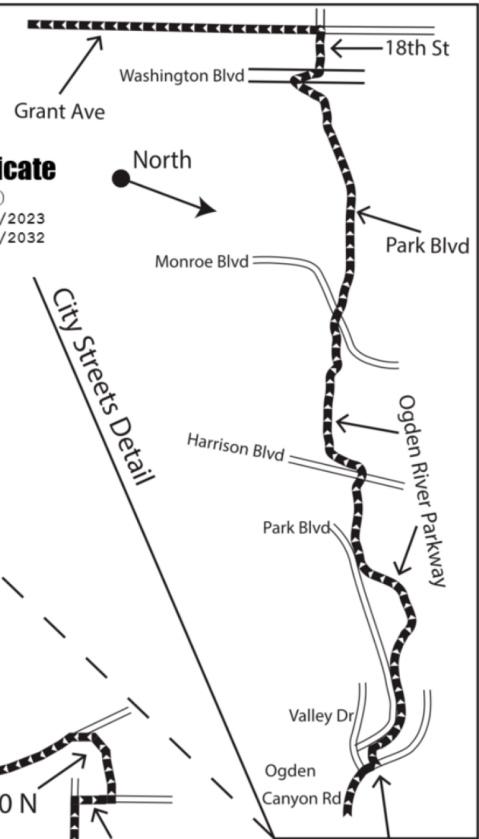 18th St
Washington Blvd
Grant Ave
icate
)
North
/2023
/2032
Park Blvd
Monroe Blvd
City Streets Detail
Ogden River Parkway
Harrison Blvd
Park Blvd
Valley Dr
Ogden
Canyon Rd
0 N